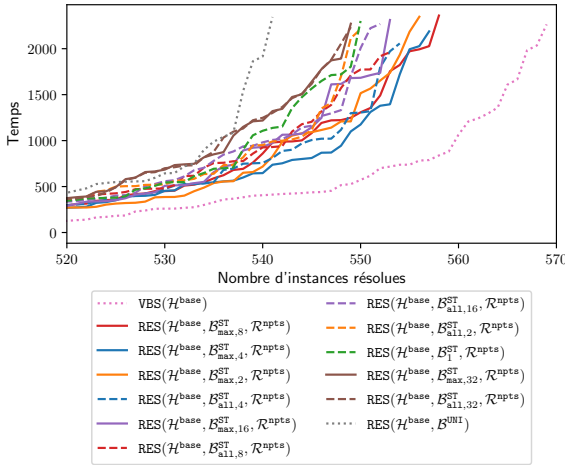 2000
1500
1000
500
0
Temps
520 530 540 550 560 570
Nombre d'instances résolues
VBS(ℋ^base)
RES(ℋ^base, ℬ^ST_max,8, ℛ^npts)
RES(ℋ^base, ℬ^ST_max,4, ℛ^npts)
RES(ℋ^base, ℬ^ST_max,2, ℛ^npts)
RES(ℋ^base, ℬ^ST_all,4, ℛ^npts)
RES(ℋ^base, ℬ^ST_max,16, ℛ^npts)
RES(ℋ^base, ℬ^ST_all,8, ℛ^npts)
RES(ℋ^base, ℬ^ST_all,16, ℛ^npts)
RES(ℋ^base, ℬ^ST_all,2, ℛ^npts)
RES(ℋ^base, ℬ^ST_1, ℛ^npts)
RES(ℋ^base, ℬ^ST_max,32, ℛ^npts)
RES(ℋ^base, ℬ^ST_all,32, ℛ^npts)
RES(ℋ^base, ℬ^UNI)